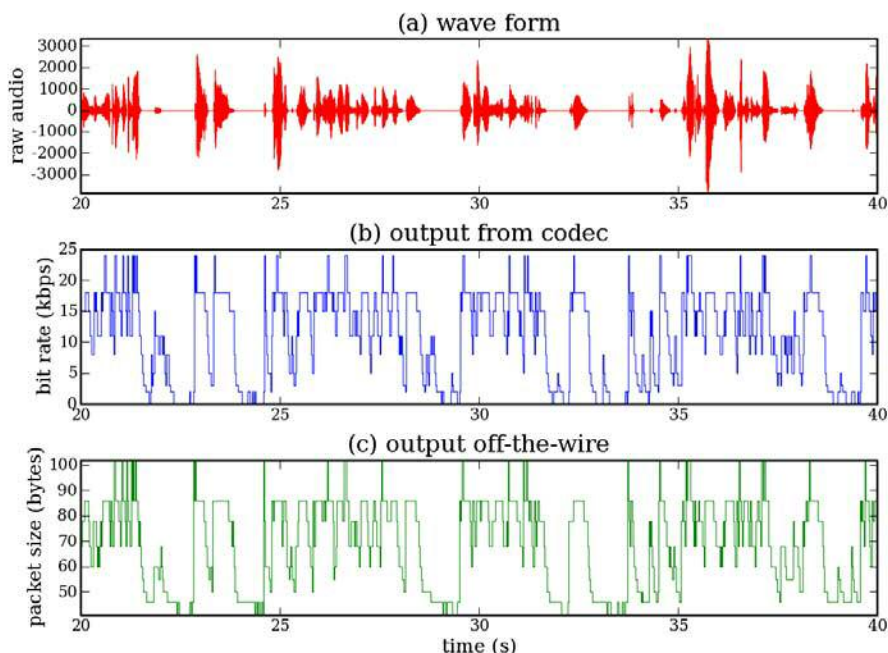 (a) wave form
raw audio
3000
2000
1000
0
−1000
−2000
−3000
20 25 30 35 40
(b) output from codec
bit rate (kbps)
25
20
15
10
5
0
20 25 30 35 40
(c) output off-the-wire
packet size (bytes)
100
90
80
70
60
50
20 25 30 35 40
time (s)